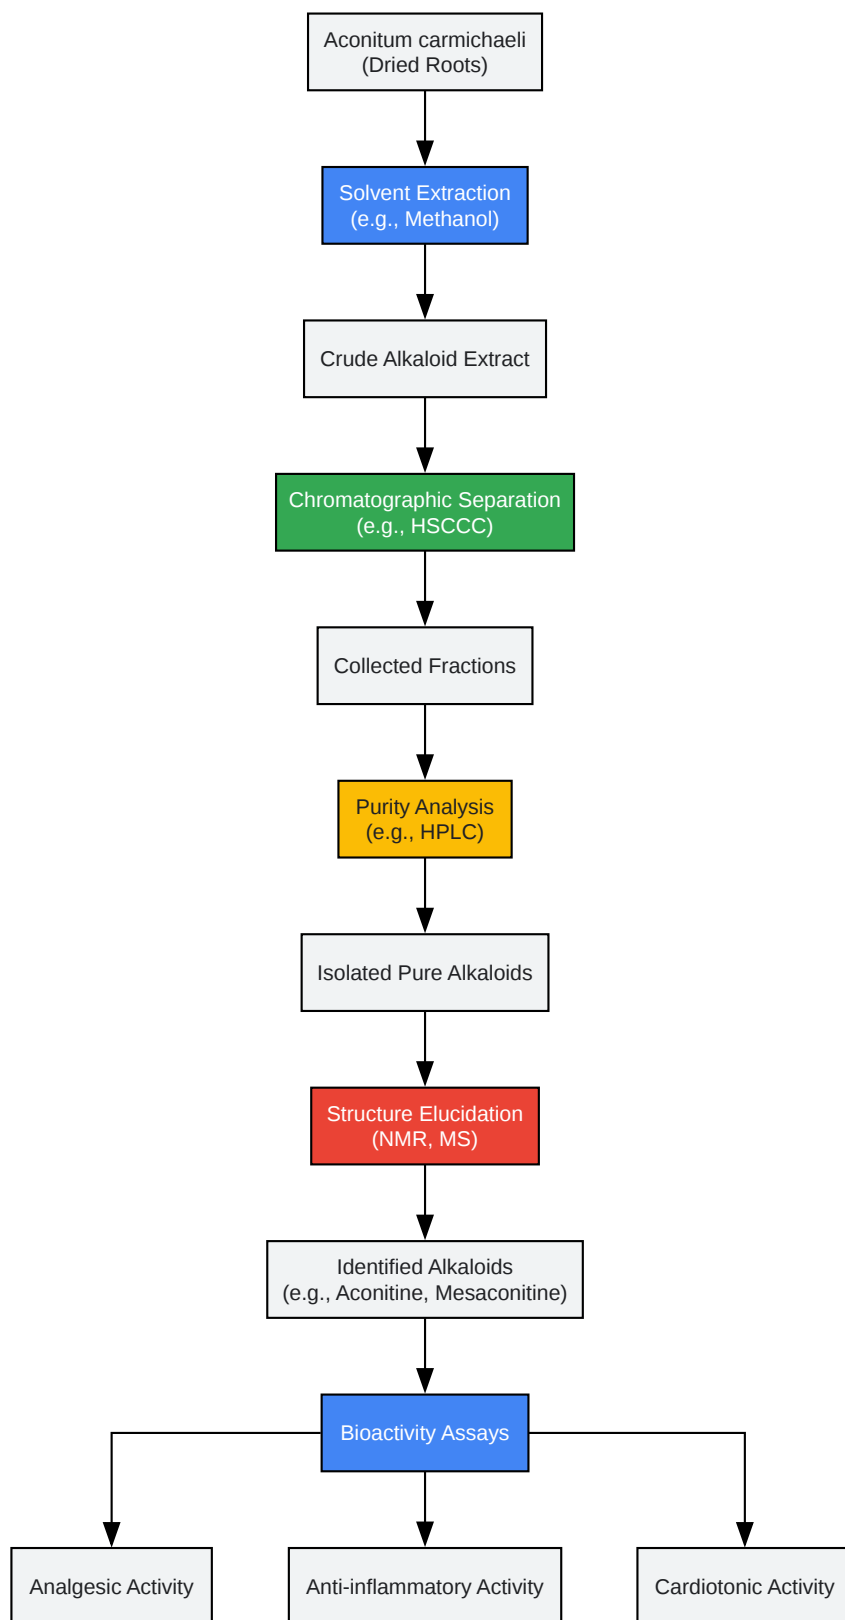 Aconitum carmichaeli
(Dried Roots)
Solvent Extraction
(e.g., Methanol)
Crude Alkaloid Extract
Chromatographic Separation
(e.g., HSCCC)
Collected Fractions
Purity Analysis
(e.g., HPLC)
Isolated Pure Alkaloids
Structure Elucidation
(NMR, MS)
Identified Alkaloids
(e.g., Aconitine, Mesaconitine)
Bioactivity Assays
Analgesic Activity
Anti-inflammatory Activity
Cardiotonic Activity